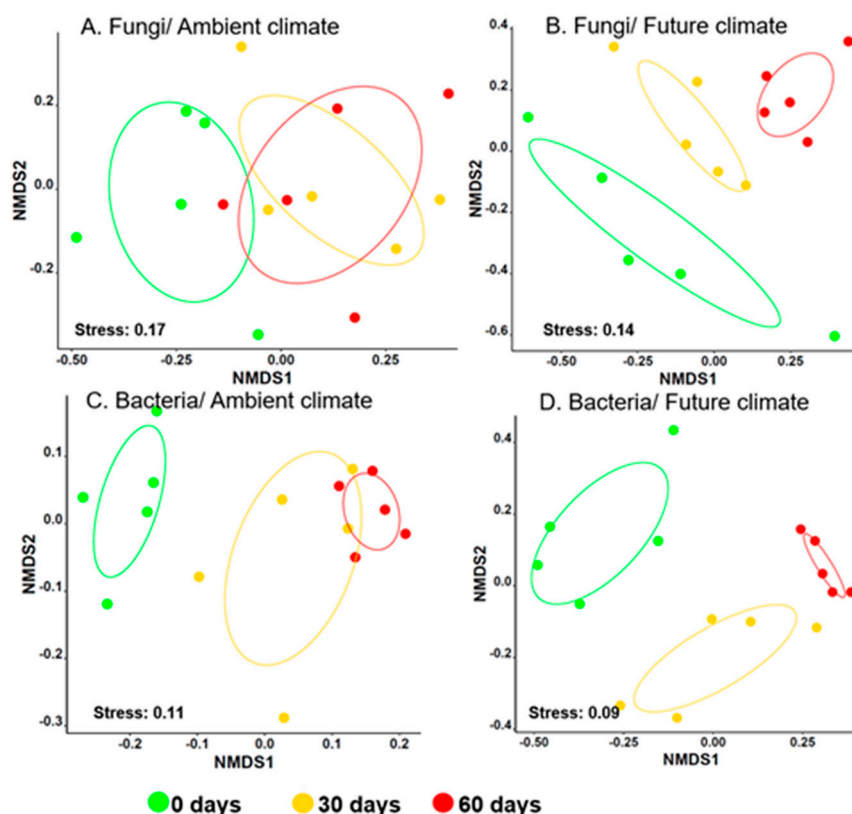 A. Fungi/ Ambient climate
0.2
0.0
-0.2
NMDS2
Stress: 0.17
-0.50
-0.25
0.00
0.25
NMDS1
B. Fungi/ Future climate
0.4
0.2
0.0
-0.2
-0.4
-0.6
NMDS2
Stress: 0.14
-0.50
-0.25
0.00
0.25
NMDS1
C. Bacteria/ Ambient climate
0.1
0.0
-0.1
-0.2
-0.3
NMDS2
Stress: 0.11
-0.2
-0.1
0.0
0.1
0.2
NMDS1
D. Bacteria/ Future climate
0.4
0.2
0.0
-0.2
-0.4
NMDS2
Stress: 0.09
-0.50
-0.25
0.00
0.25
NMDS1
0 days
30 days
60 days